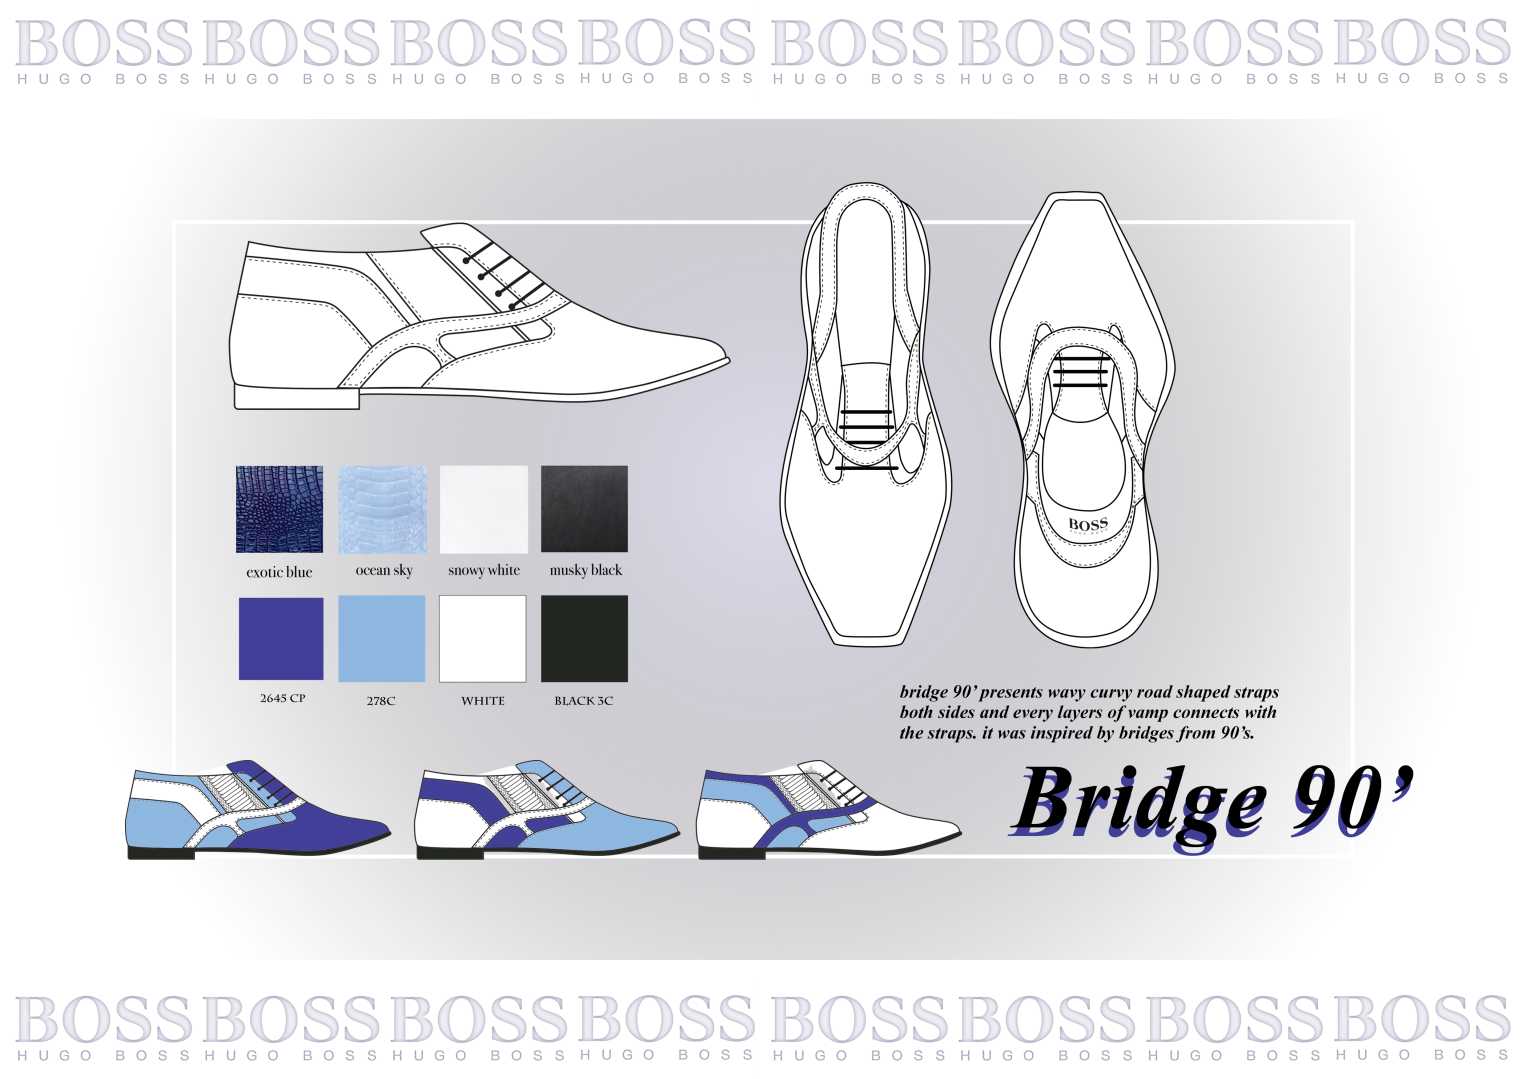 BOSS BOSS BOSS BOSS BOSS BOSS BOSS BOSS
HUGO BOSS HUGO BOSS HUGO BOSS HUGO BOSS HUGO BOSS HUGO BOSS HUGO BOSS HUGO BOSS
BOSS
exotic blue
ocean sky
snowy white
musky black
2645 CP
278C
WHITE
BLACK 3C
bridge 90’ presents wavy curvy road shaped straps
both sides and every layers of vamp connects with
the straps. it was inspired by bridges from 90’s.
Bridge 90’
BOSS BOSS BOSS BOSS BOSS BOSS BOSS BOSS
HUGO BOSS HUGO BOSS HUGO BOSS HUGO BOSS HUGO BOSS HUGO BOSS HUGO BOSS HUGO BOSS